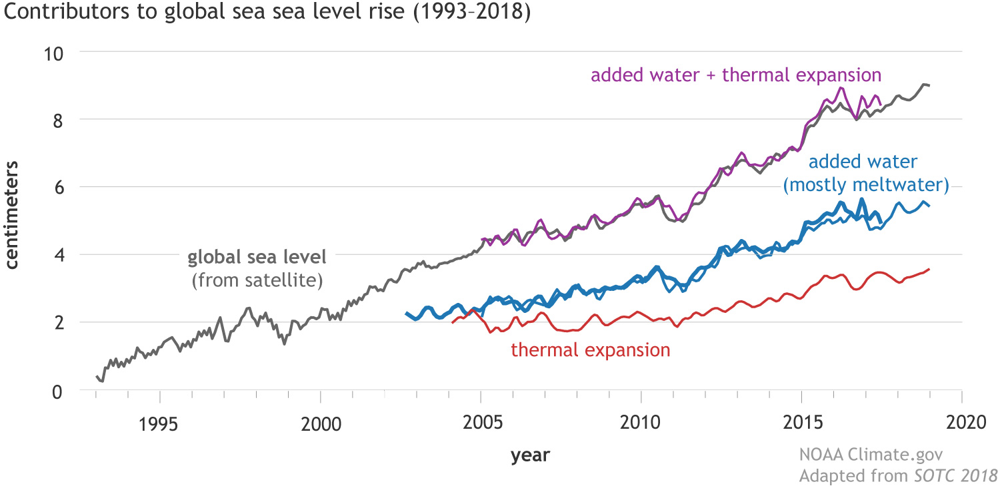 Contributors to global sea sea level rise (1993–2018)
10
8
6
4
2
0
centimeters
added water + thermal expansion
added water
(mostly meltwater)
global sea level
(from satellite)
thermal expansion
1995
2000
2005
2010
2015
2020
year
NOAA Climate.gov
Adapted from SOTC 2018